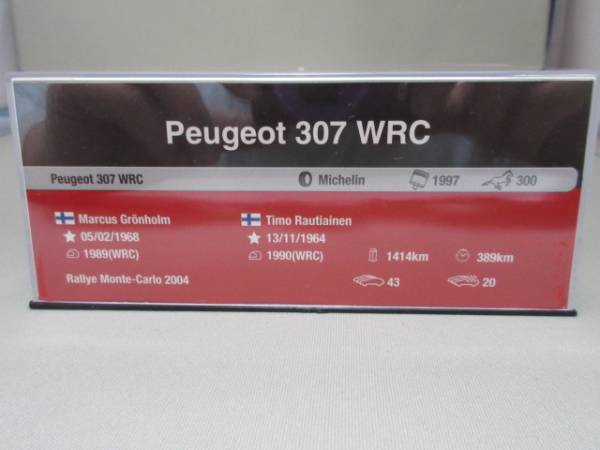 Peugeot 307 WRC
Peugeot 307 WRC Michelin 1997 300
Marcus Grönholm Timo Rautiainen
05/02/1968 13/11/1964
1989(WRC) 1990(WRC) 1414km 389km
Rallye Monte-Carlo 2004 43 20